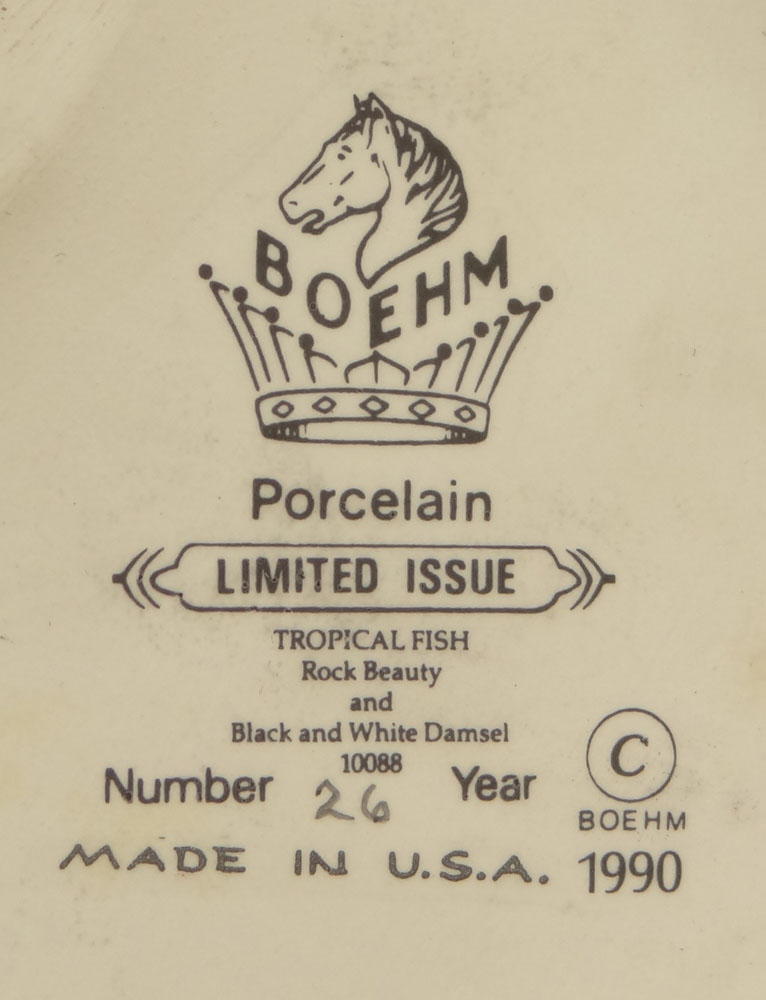 BOEHM
Porcelain
LIMITED ISSUE
TROPICAL FISH
Rock Beauty
and
Black and White Damsel
10088
Number 26 Year
MADE IN U.S.A.
C
BOEHM
1990